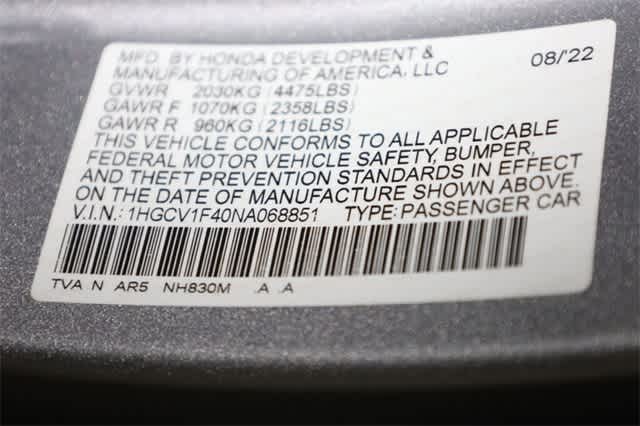 MFD. BY HONDA DEVELOPMENT &
MANUFACTURING OF AMERICA, LLC
08/'22
GVWR 2030KG (4475LBS)
GAWR F 1070KG (2358LBS)
GAWR R 960KG (2116LBS)
THIS VEHICLE CONFORMS TO ALL APPLICABLE
FEDERAL MOTOR VEHICLE SAFETY, BUMPER,
AND THEFT PREVENTION STANDARDS IN EFFECT
ON THE DATE OF MANUFACTURE SHOWN ABOVE.
V.I.N.: 1HGCV1F40NA068851 TYPE: PASSENGER CAR
TVA N AR5 NH830M .A .A